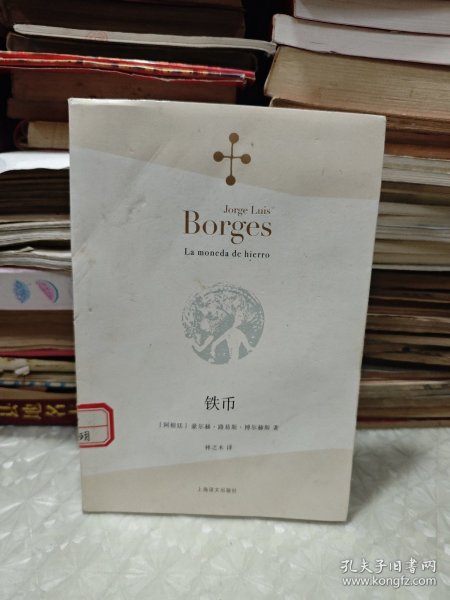 Jorge Luis
Borges
La moneda de hierro
铁币
[阿根廷] 豪尔赫·路易斯·博尔赫斯 著
林之木 译
上海译文出版社
孔夫子旧书网
www.kongfz.com